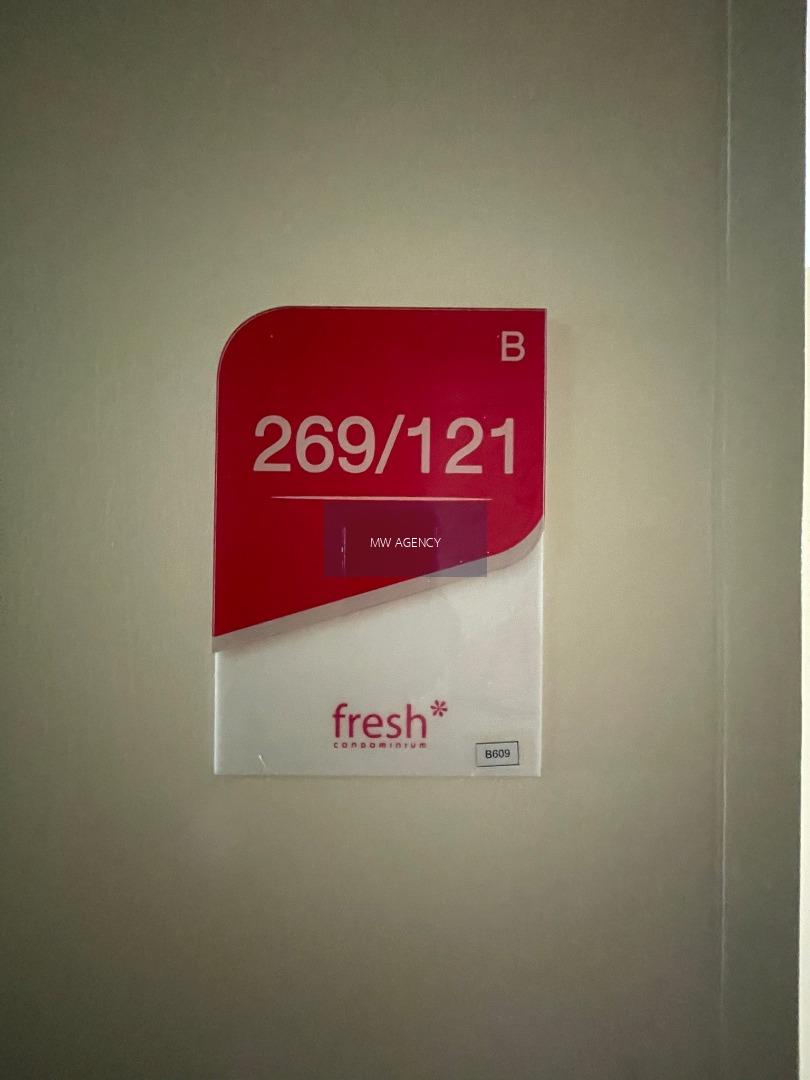 B
269/121
MW AGENCY
fresh*
CONDOMINIUM
B609